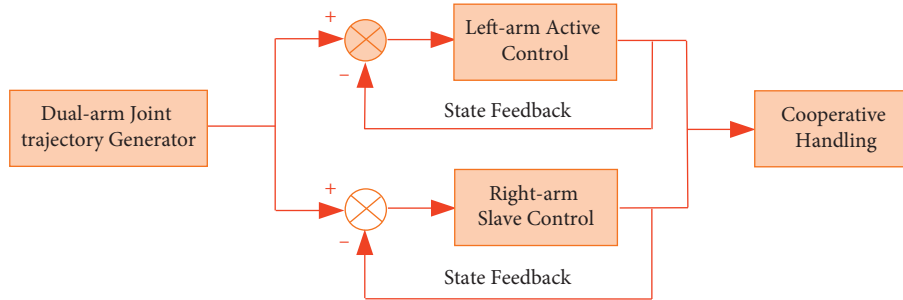 +
Left-arm Active
Control
−
State Feedback
Dual-arm Joint
trajectory Generator
Cooperative
Handling
+
Right-arm
Slave Control
−
State Feedback